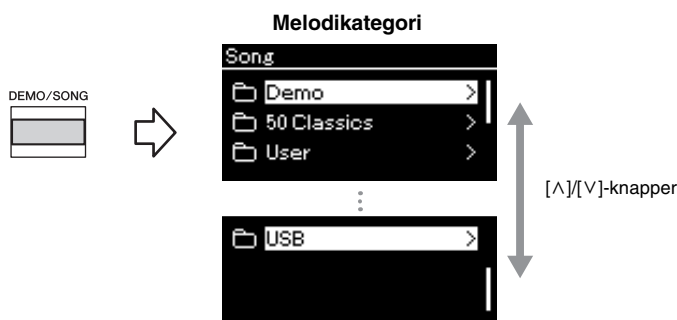 Melodikategori
Song
DEMO/SONG
Demo >
50 Classics >
User >
[∧]/[∨]-knapper
USB >